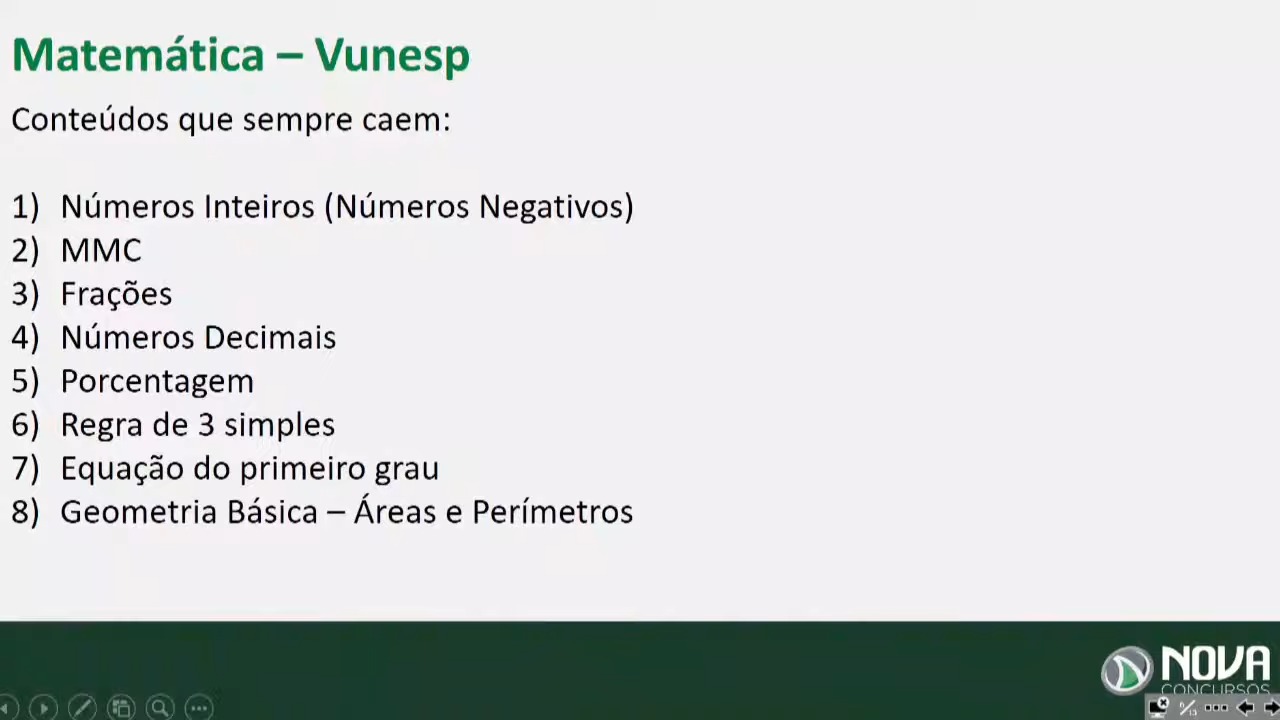 Matemática – Vunesp
Conteúdos que sempre caem:
1) Números Inteiros (Números Negativos)
2) MMC
3) Frações
4) Números Decimais
5) Porcentagem
6) Regra de 3 simples
7) Equação do primeiro grau
8) Geometria Básica – Áreas e Perímetros
NOVA
CONCURSOS